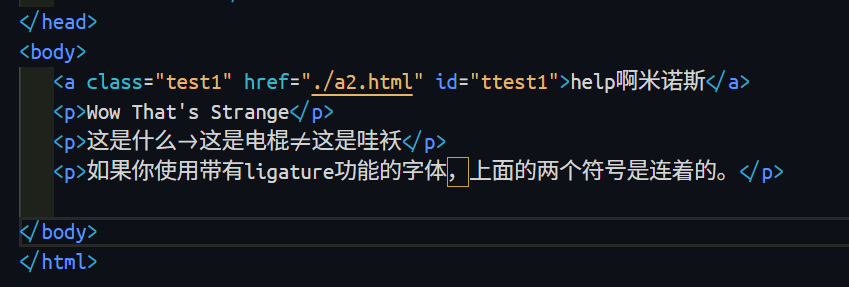 </head>
<body>
<a class="test1" href="./a2.html" id="ttest1">help啊米诺斯</a>
<p>Wow That's Strange</p>
<p>这是什么->这是电棍!=这是哇袄</p>
<p>如果你使用带有ligature功能的字体，上面的两个符号是连着的。</p>
</body>
</html>